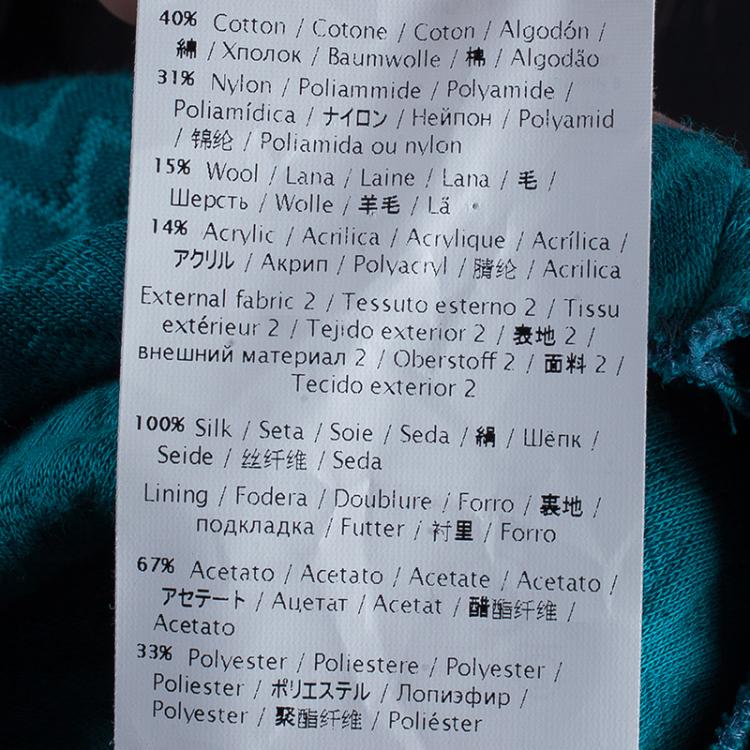 40% Cotton / Cotone / Coton / Algodón /
綿 / Хполок / Baumwolle / 棉 / Algodão
31% Nylon / Poliammide / Polyamide /
Poliamídica / ナイロン / Нейпон / Polyamid
/ 锦纶 / Poliamida ou nylon
15% Wool / Lana / Laine / Lana / 毛 /
Шерсть / Wolle / 羊毛 / Lã
14% Acrylic / Acrilica / Acrylique / Acrílica /
アクリル / Акрип / Polyacryl / 腈纶 / Acrilica
External fabric 2 / Tessuto esterno 2 / Tissu
extérieur 2 / Tejido exterior 2 / 表地 2 /
внешний материал 2 / Oberstoff 2 / 面料 2 /
Tecido exterior 2
100% Silk / Seta / Soie / Seda / 絹 / Шёпк /
Seide / 丝纤维 / Seda
Lining / Fodera / Doublure / Forro / 裏地 /
подкладка / Futter / 衬里 / Forro
67% Acetato / Acetato / Acetate / Acetato /
アセテート / Ацетат / Acetat / 醋酯纤维 /
Acetato
33% Polyester / Poliestere / Polyester /
Poliester / ポリエステル / Лопиэфир /
Polyester / 聚酯纤维 / Poliéster